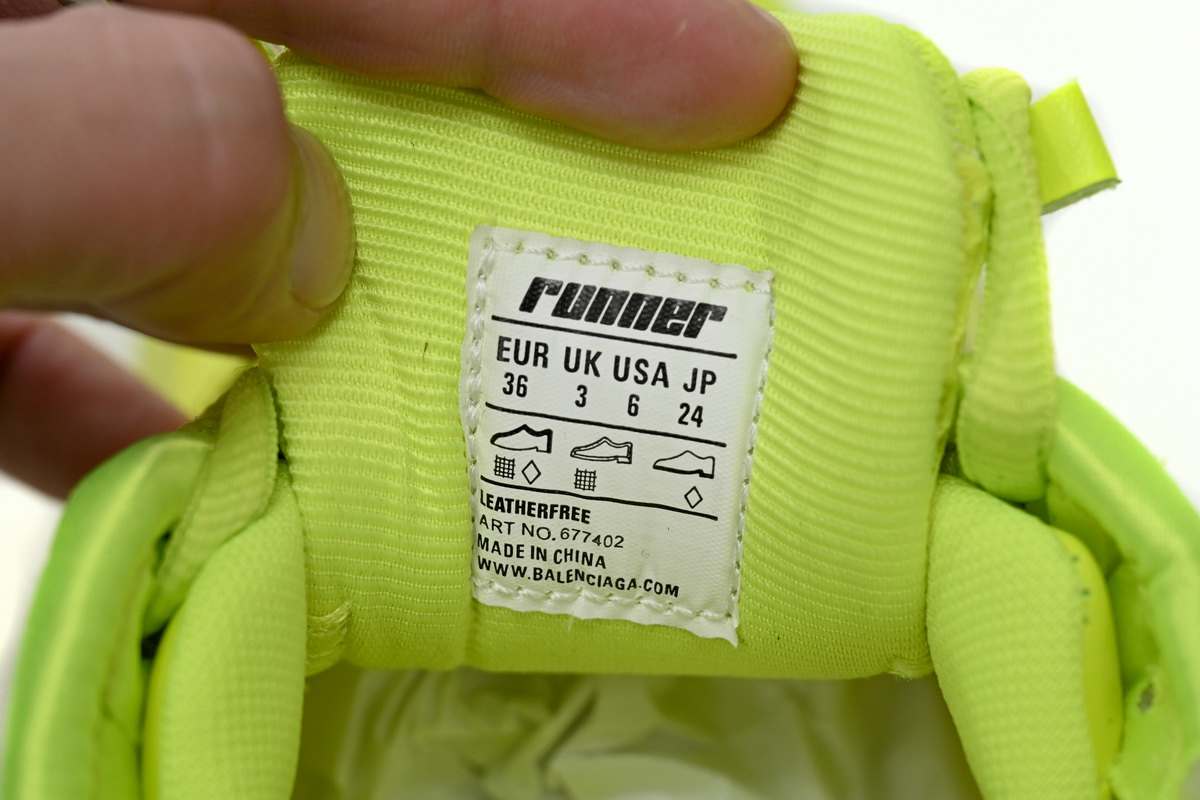 runner
EUR UK USA JP
36 3 6 24
LEATHERFREE
ART NO. 677402
MADE IN CHINA
WWW.BALENCIAGA.COM